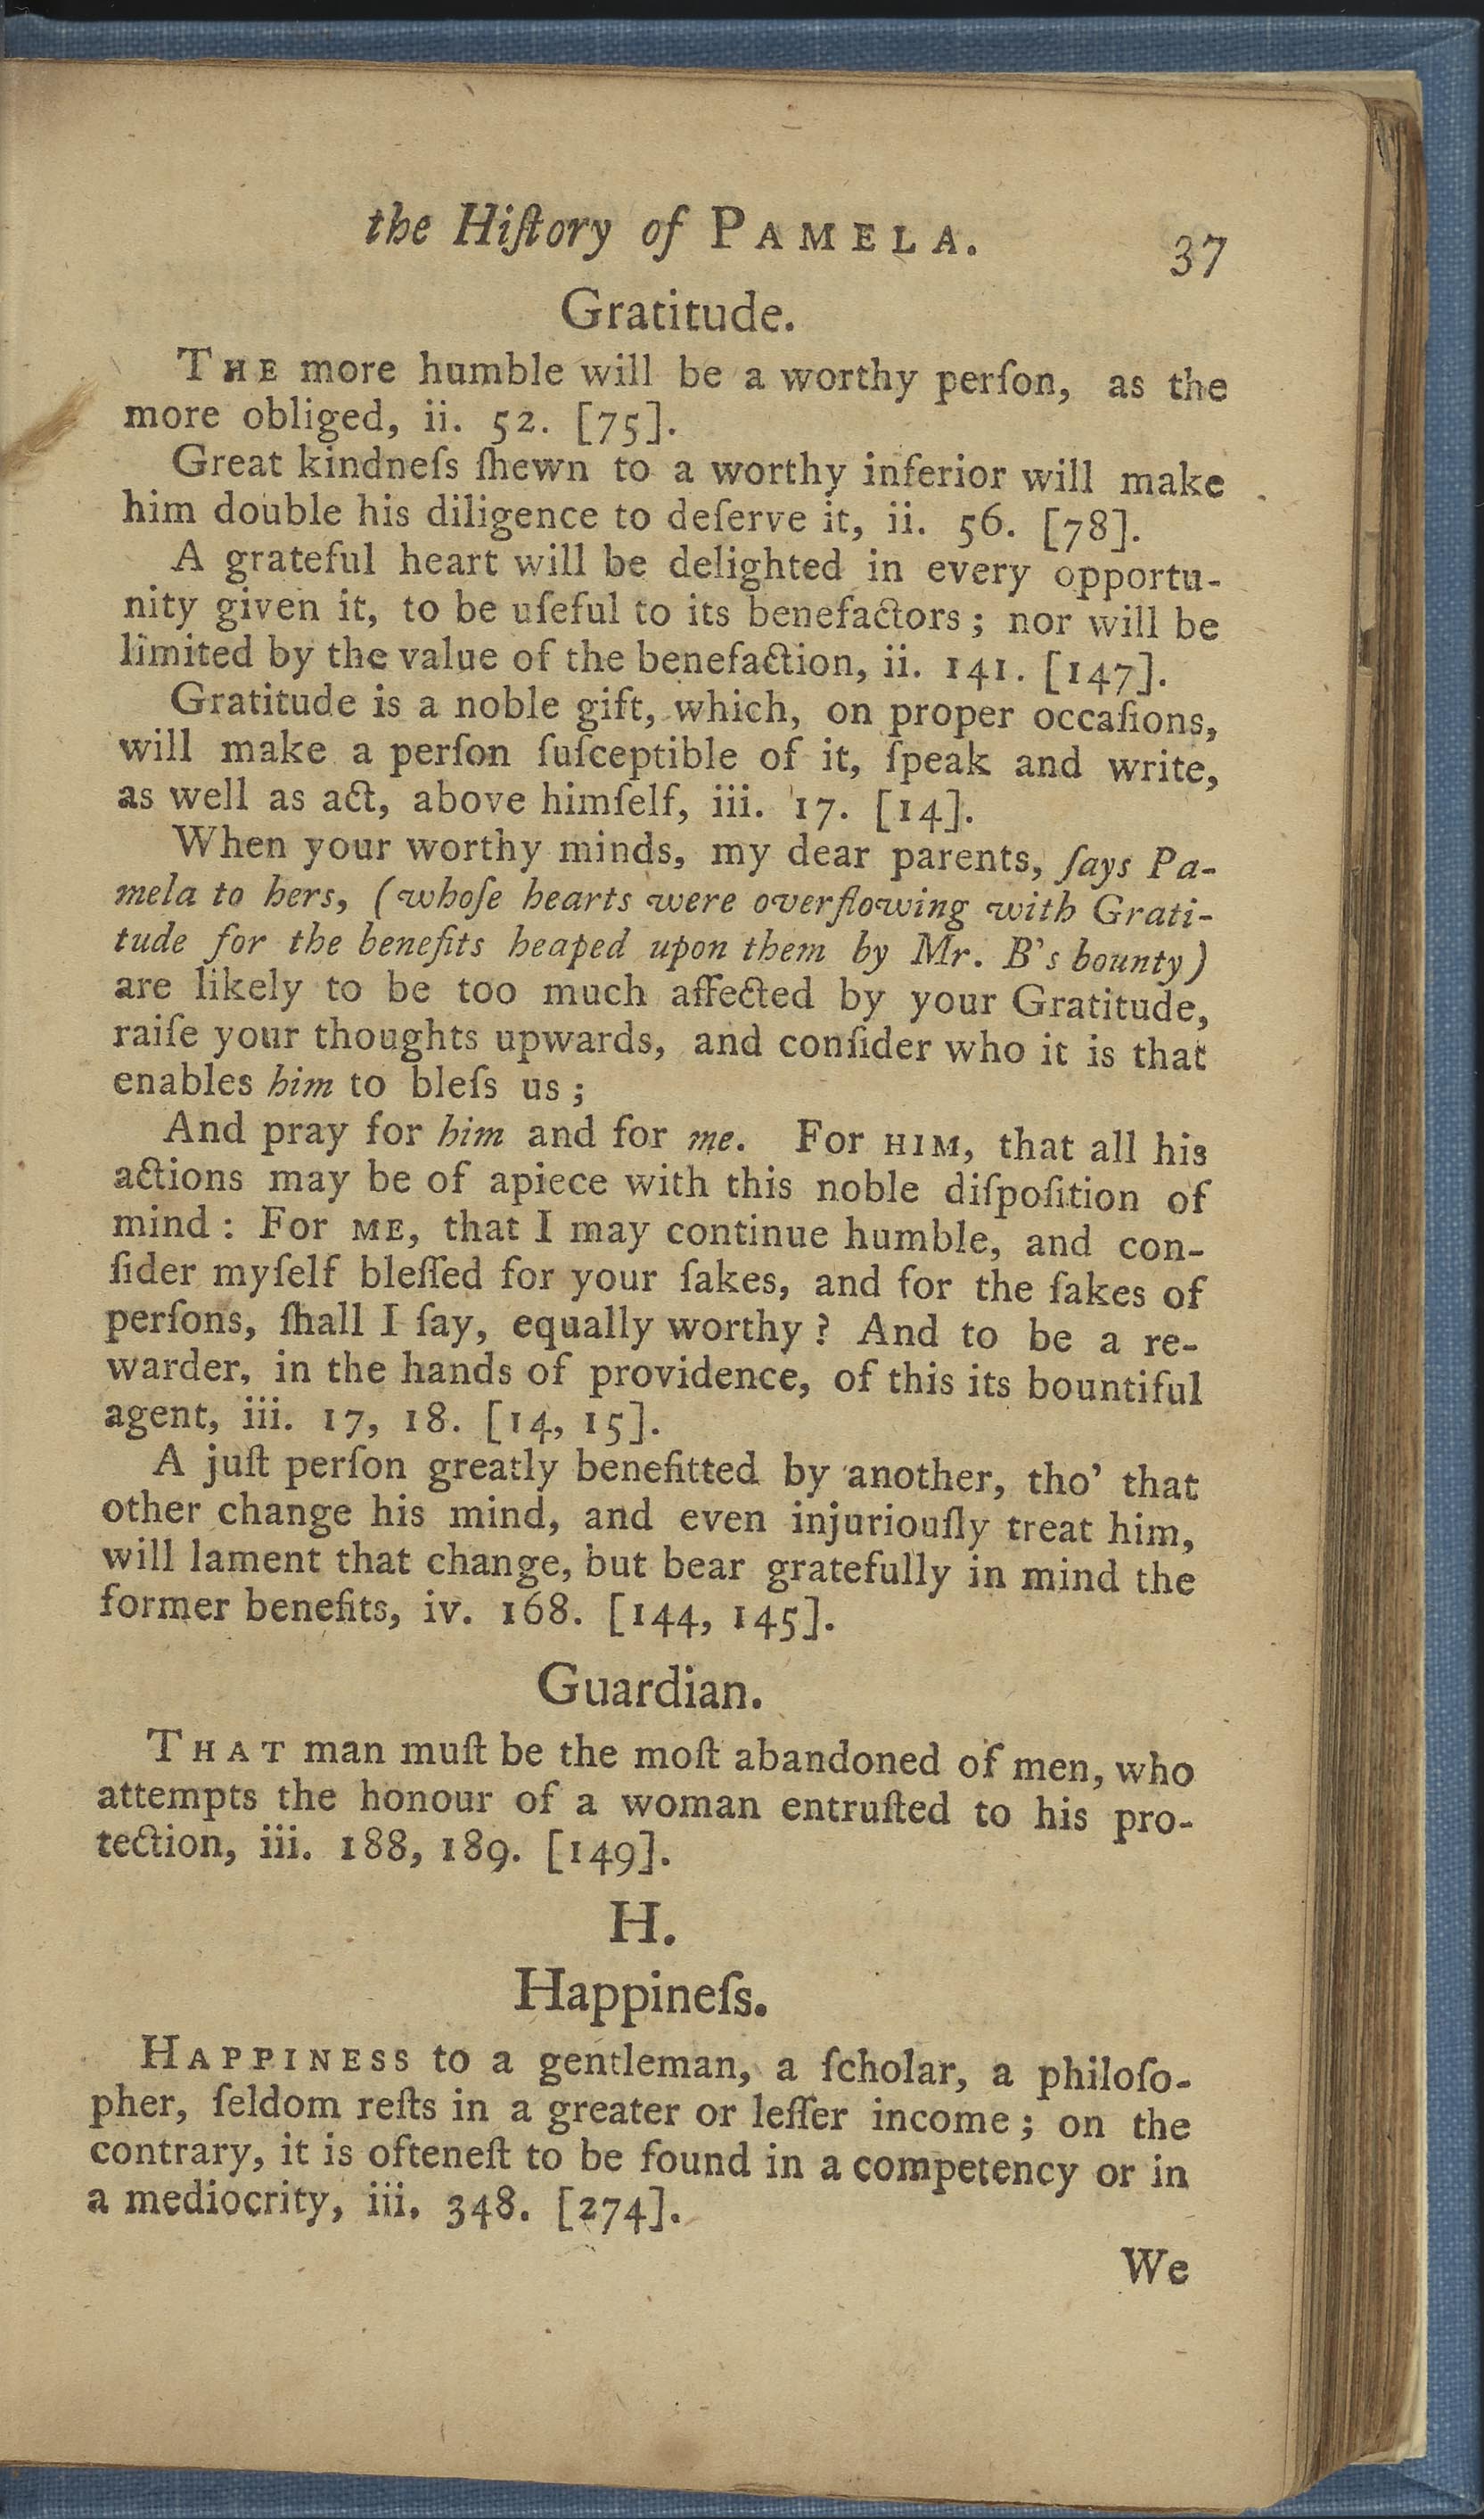 the Hiſtory of PAMELA. 37
Gratitude.
THE more humble will be a worthy perſon, as the
more obliged, ii. 52. [75].
Great kindneſs ſhewn to a worthy inferior will make
him double his diligence to deſerve it, ii. 56. [78].
A grateful heart will be delighted in every opportu-
nity given it, to be uſeful to its benefactors; nor will be
limited by the value of the benefaction, ii. 141. [147].
Gratitude is a noble gift, which, on proper occaſions,
will make a perſon ſuſceptible of it, ſpeak and write,
as well as act, above himſelf, iii. 17. [14].
When your worthy minds, my dear parents, ſays Pa-
mela to hers, (whoſe hearts were overflowing with Grati-
tude for the benefits heaped upon them by Mr. B's bounty)
are likely to be too much affected by your Gratitude,
raiſe your thoughts upwards, and conſider who it is that
enables him to bleſs us;
And pray for him and for me. For HIM, that all his
actions may be of apiece with this noble diſpoſition of
mind: For ME, that I may continue humble, and con-
ſider myſelf bleſſed for your ſakes, and for the ſakes of
perſons, ſhall I ſay, equally worthy? And to be a re-
warder, in the hands of providence, of this its bountiful
agent, iii. 17, 18. [14, 15].
A juſt perſon greatly benefitted by another, tho' that
other change his mind, and even injuriouſly treat him,
will lament that change, but bear gratefully in mind the
former benefits, iv. 168. [144, 145].
Guardian.
THAT man muſt be the moſt abandoned of men, who
attempts the honour of a woman entruſted to his pro-
tection, iii. 188, 189. [149].
H.
Happineſs.
HAPPINESS to a gentleman, a ſcholar, a philoſo-
pher, ſeldom reſts in a greater or leſſer income; on the
contrary, it is ofteneſt to be found in a competency or in
a mediocrity, iii. 348. [274].
We